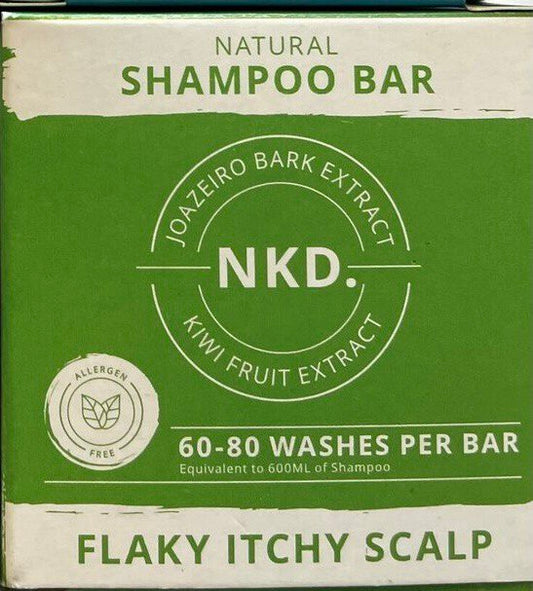 NATURAL
SHAMPOO BAR
JOAZEIRO BARK EXTRACT
NKD.
KIWI FRUIT EXTRACT
ALLERGEN
FREE
60-80 WASHES PER BAR
Equivalent to 600ML of Shampoo
FLAKY ITCHY SCALP